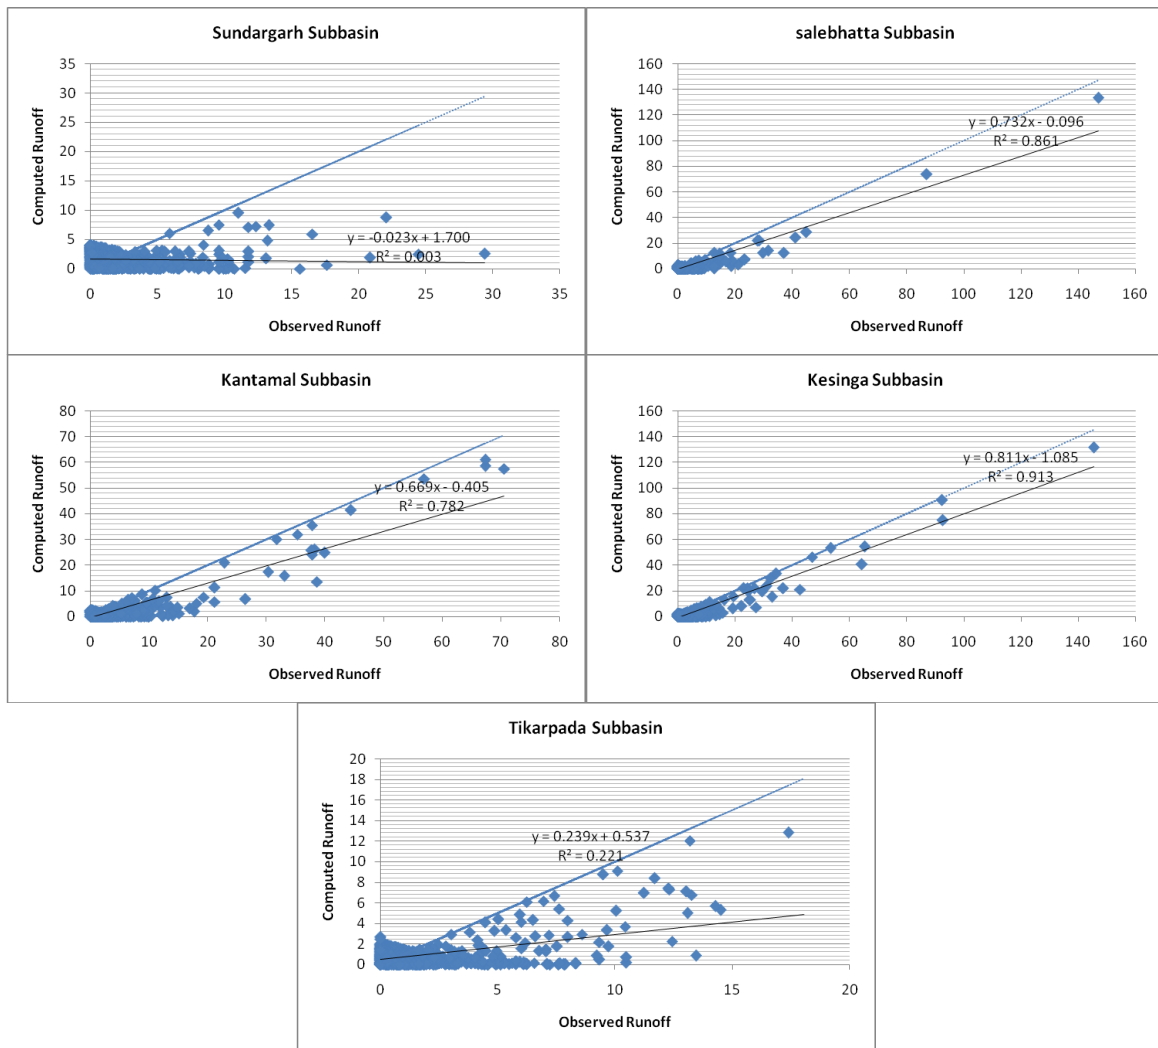 Sundargarh Subbasin
35
30
25
20
15
10
5
0
Computed Runoff
y = -0.023x + 1.700
R² = 0.003
0 5 10 15 20 25 30 35
Observed Runoff
salebhatta Subbasin
160
140
120
100
80
60
40
20
0
Computed Runoff
y = 0.732x - 0.096
R² = 0.861
0 20 40 60 80 100 120 140 160
Observed Runoff
Kantamal Subbasin
80
70
60
50
40
30
20
10
0
Computed Runoff
y = 0.669x - 0.405
R² = 0.782
0 10 20 30 40 50 60 70 80
Observed Runoff
Kesinga Subbasin
160
140
120
100
80
60
40
20
0
Computed Runoff
y = 0.811x - 1.085
R² = 0.913
0 20 40 60 80 100 120 140 160
Observed Runoff
Tikarpada Subbasin
20
18
16
14
12
10
8
6
4
2
0
Computed Runoff
y = 0.239x + 0.537
R² = 0.221
0 5 10 15 20
Observed Runoff